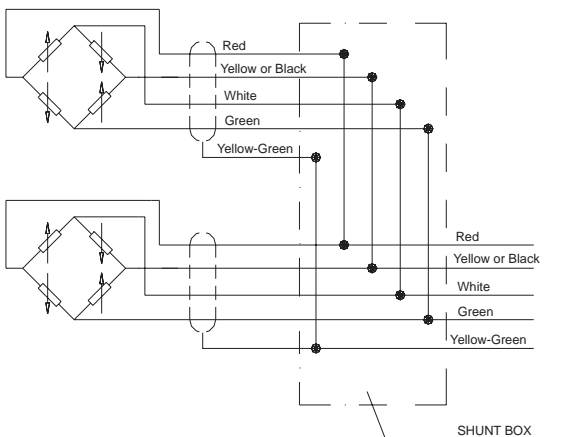 Red
Yellow or Black
White
Green
Yellow-Green
Red
Yellow or Black
White
Green
Yellow-Green
SHUNT BOX